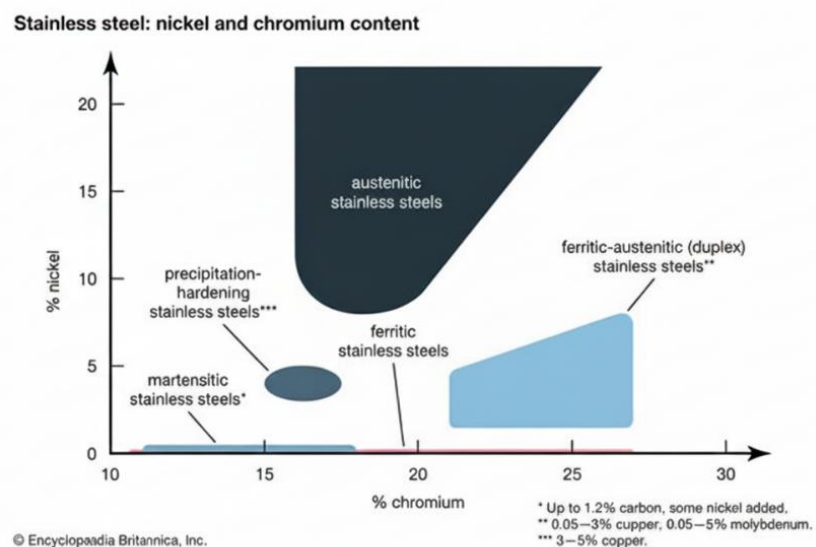 Stainless steel: nickel and chromium content
20
15
10
5
0
% nickel
austenitic
stainless steels
ferritic-austenitic (duplex)
stainless steels**
precipitation-
hardening
stainless steels***
ferritic
stainless steels
martensitic
stainless steels*
10 15 20 25 30
% chromium
* Up to 1.2% carbon, some nickel added.
** 0.05—3% cupper, 0.05—5% molybdenum.
*** 3—5% copper.
© Encyclopædia Britannica, Inc.